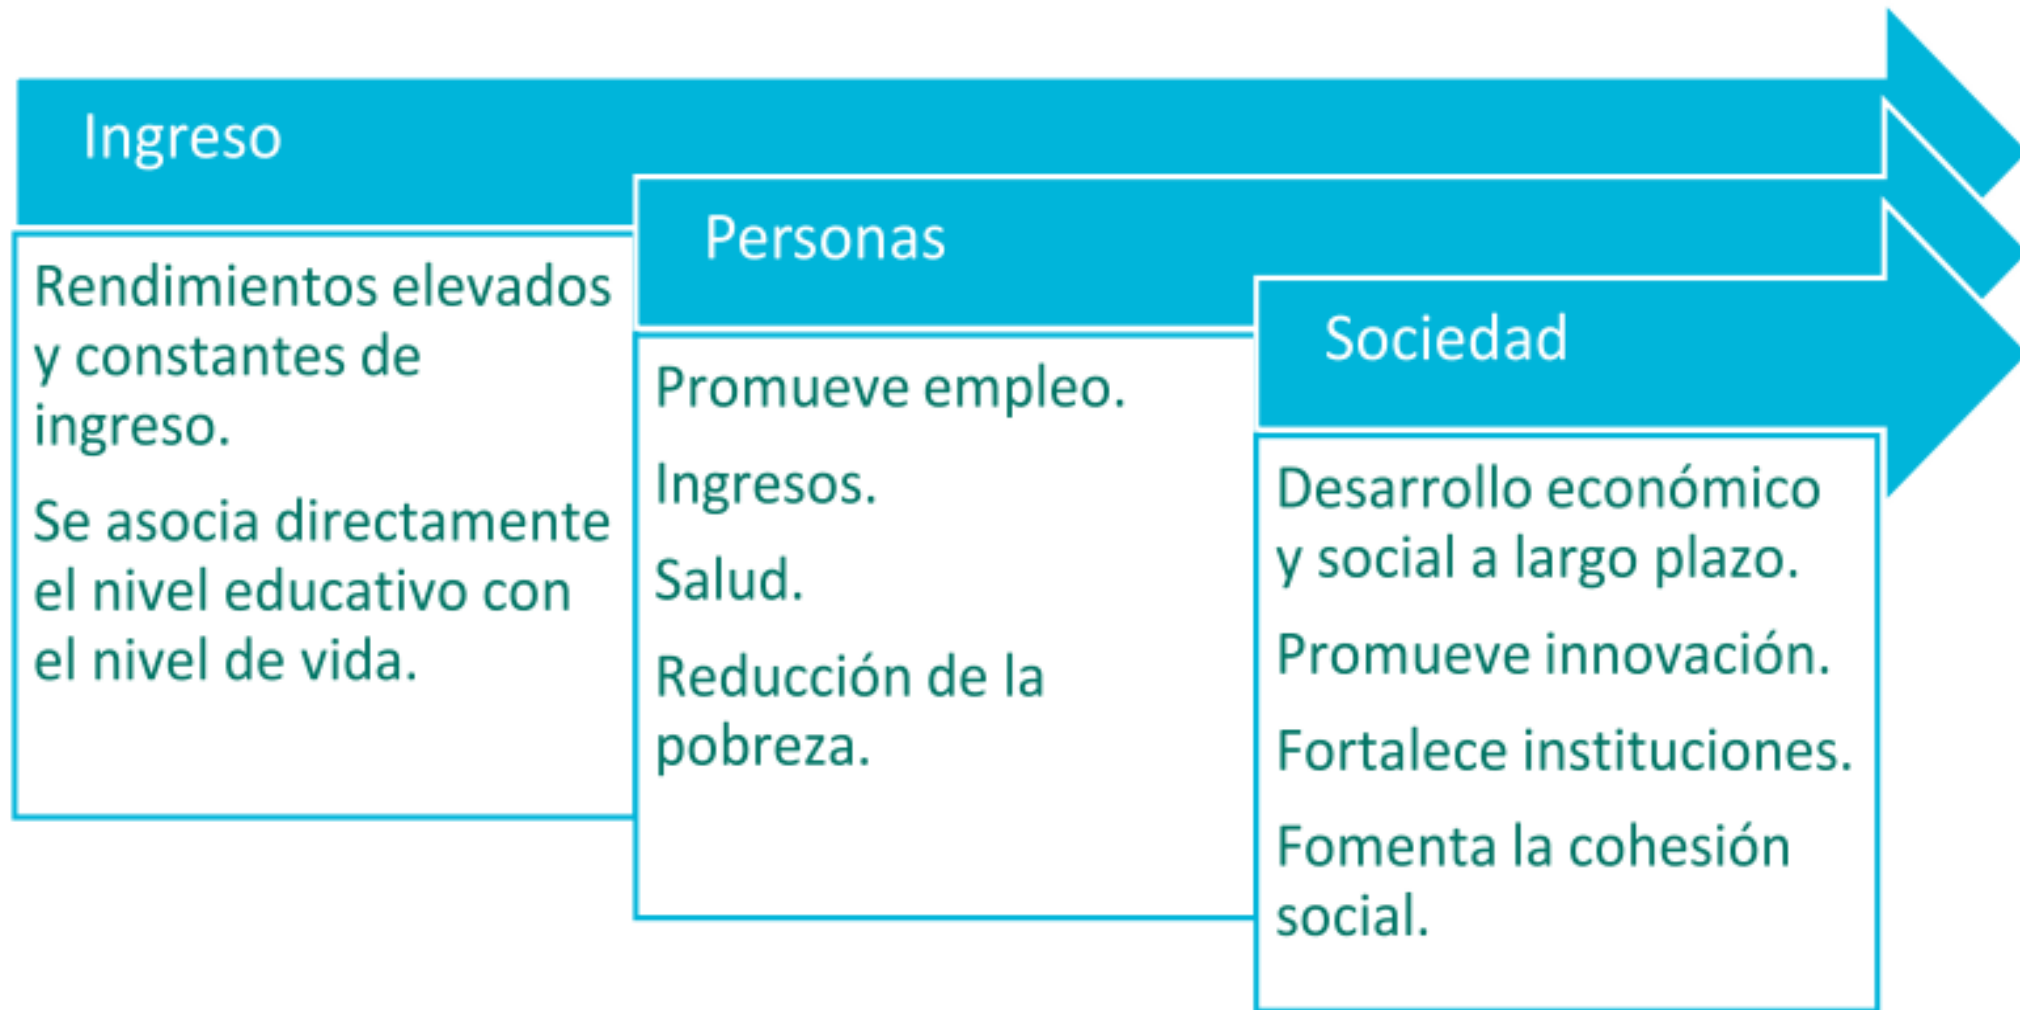 Ingreso
Rendimientos elevados
y constantes de
ingreso.
Se asocia directamente
el nivel educativo con
el nivel de vida.
Personas
Promueve empleo.
Ingresos.
Salud.
Reducción de la
pobreza.
Sociedad
Desarrollo económico
y social a largo plazo.
Promueve innovación.
Fortalece instituciones.
Fomenta la cohesión
social.